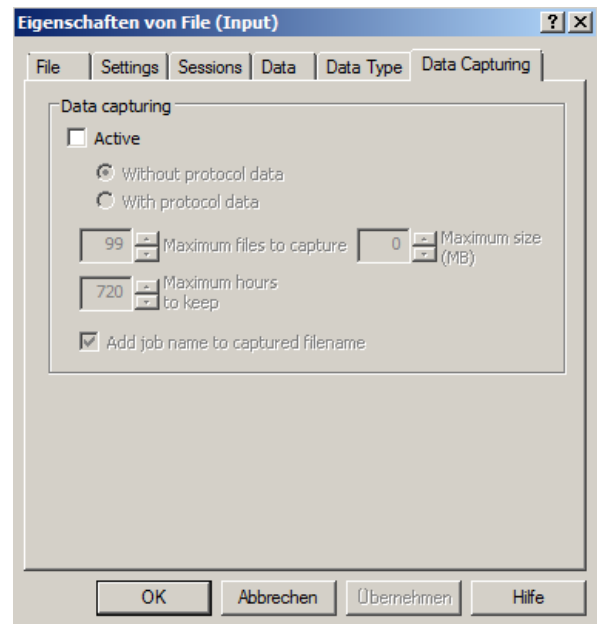 Eigenschaften von File (Input)
File Settings Sessions Data Data Type Data Capturing
Data capturing
Active
Without protocol data
With protocol data
99 Maximum files to capture 0 Maximum size
(MB)
720 Maximum hours
to keep
Add job name to captured filename
OK Abbrechen Übernehmen Hilfe